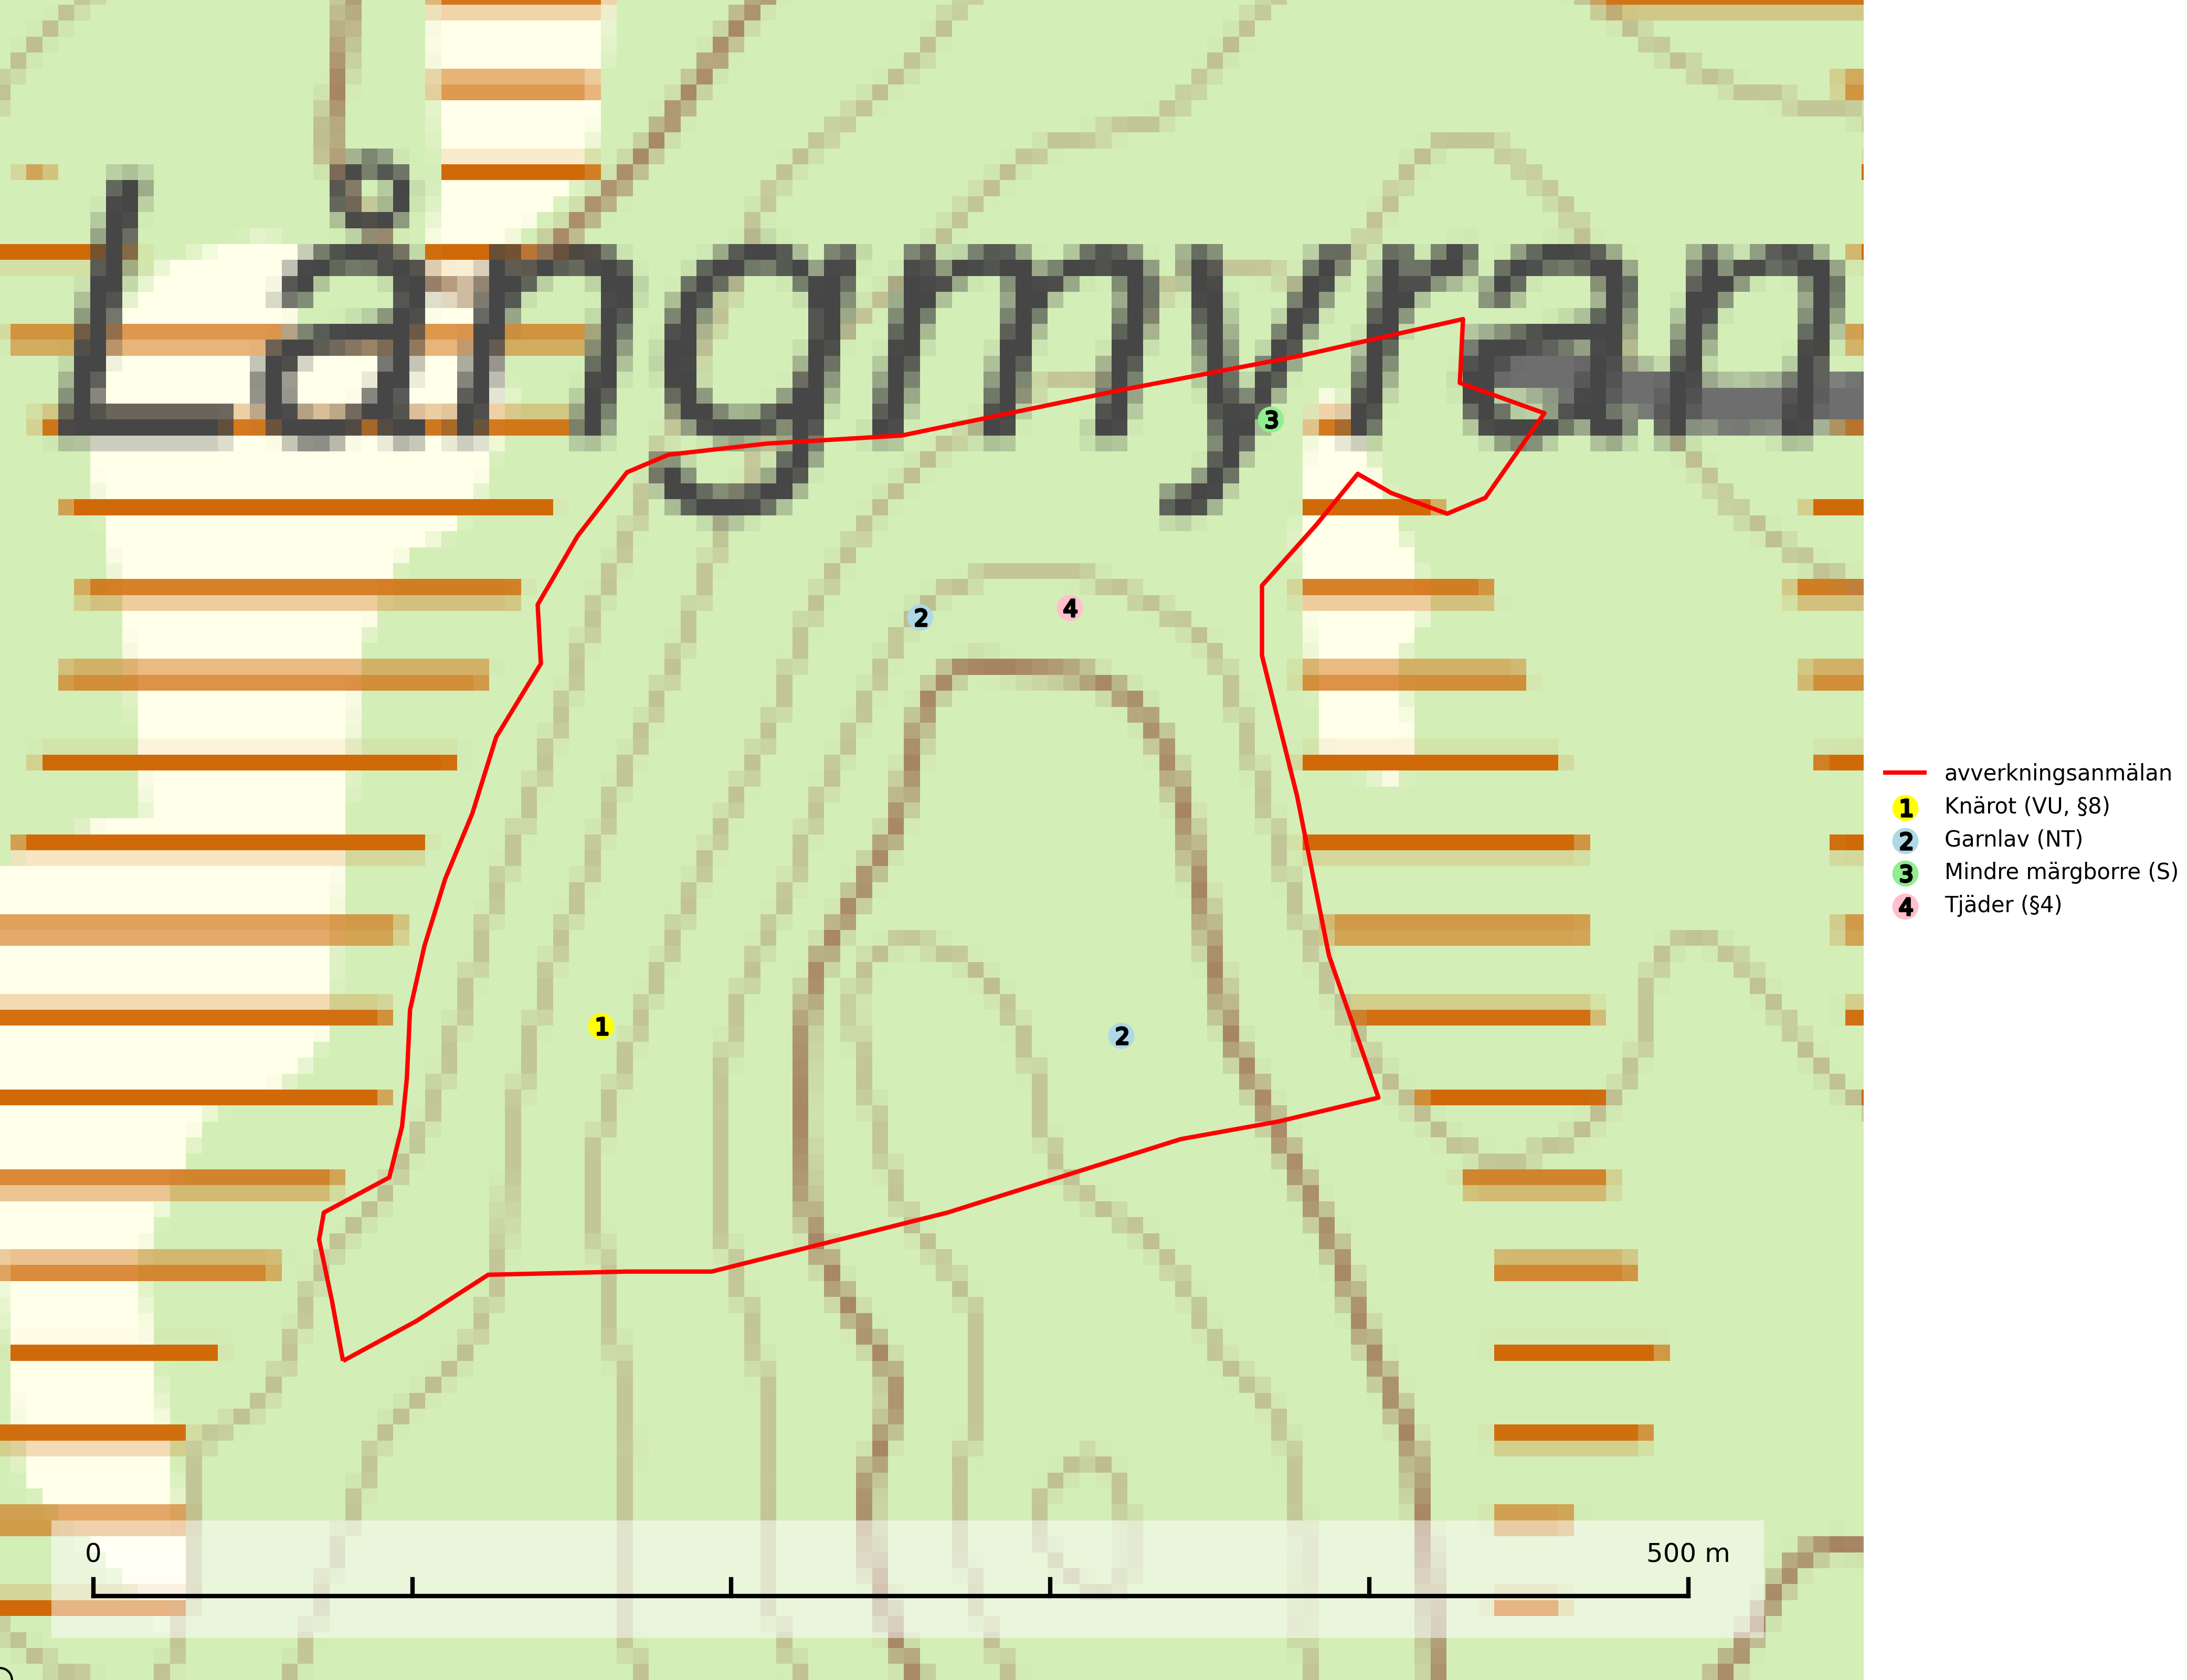 Långmyran
3
2
4
1
2
avverkningsanmälan
1 Knärot (VU, §8)
2 Garnlav (NT)
3 Mindre märgborre (S)
4 Tjäder (§4)
0 500 m